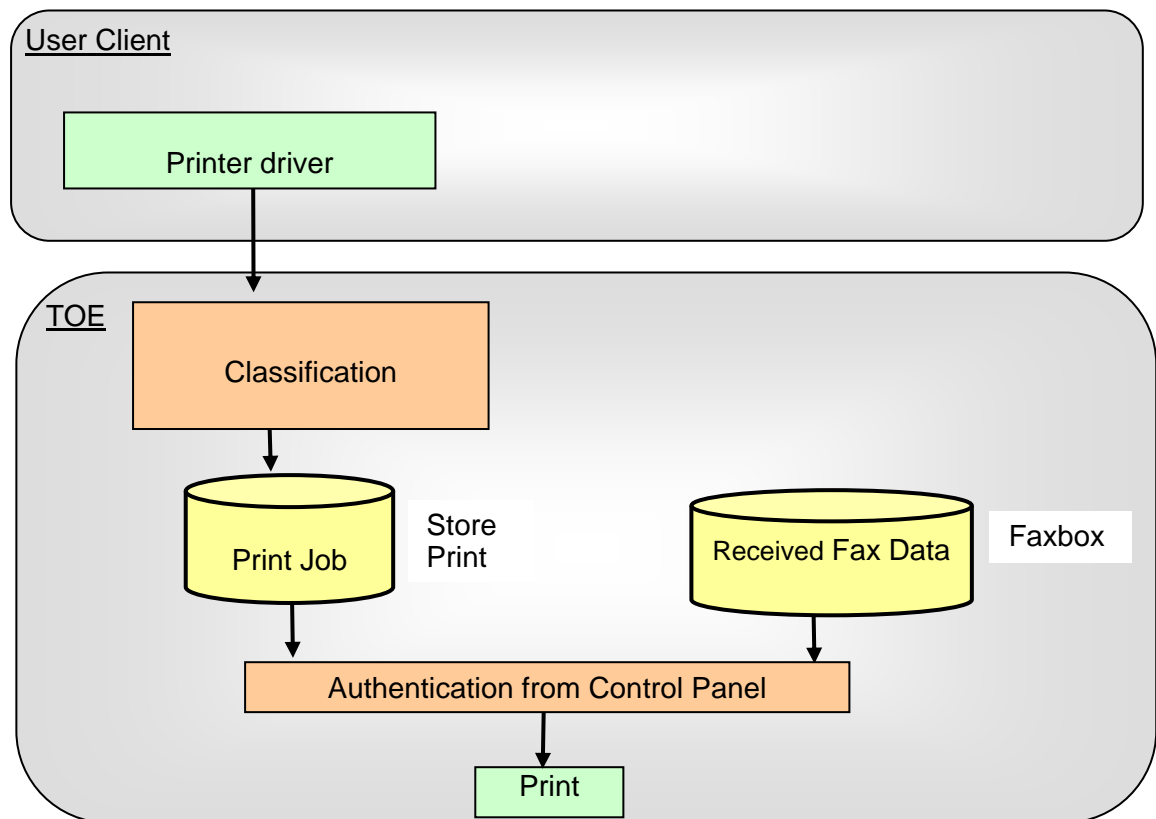 User Client
Printer driver
TOE
Classification
Print Job
Store
Print
Received Fax Data
Faxbox
Authentication from Control Panel
Print